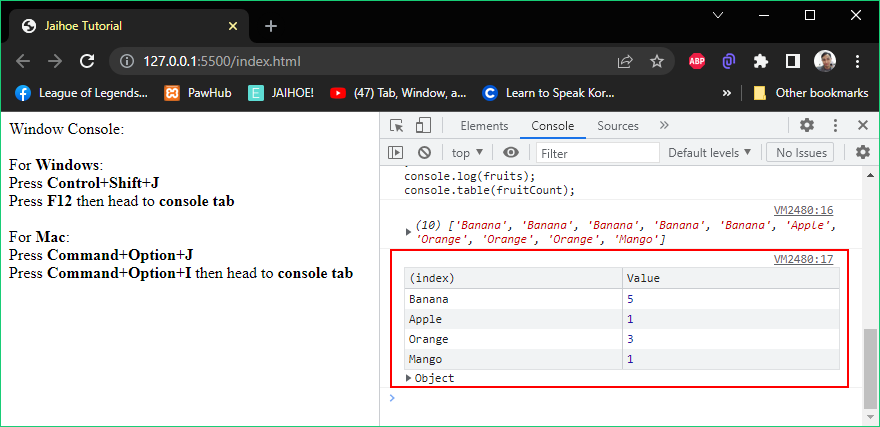 Jaihoe Tutorial
127.0.0.1:5500/index.html
ABP
League of Legends...
PawHub
E JAIHOE!
(47) Tab, Window, a...
C Learn to Speak Kor...
»
Other bookmarks
Window Console:
For Windows:
Press Control+Shift+J
Press F12 then head to console tab
For Mac:
Press Command+Option+J
Press Command+Option+I then head to console tab
Elements Console Sources »
top ▼ Filter Default levels ▼ No Issues
console.log(fruits);
console.table(fruitCount);
VM2480:16
(10) ['Banana', 'Banana', 'Banana', 'Banana', 'Banana', 'Apple',
'Orange', 'Orange', 'Orange', 'Mango']
VM2480:17
(index) Value
Banana 5
Apple 1
Orange 3
Mango 1
Object